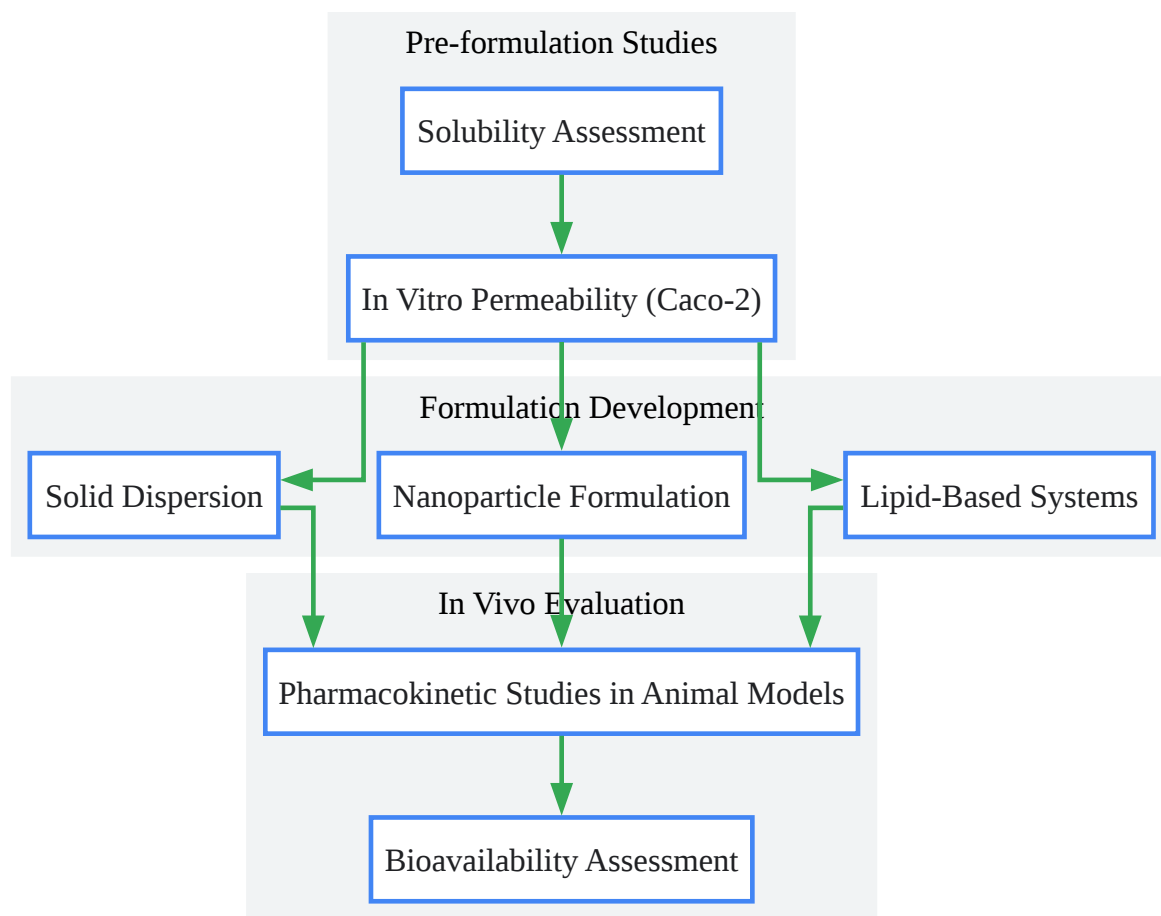 Pre-formulation Studies
Solubility Assessment
In Vitro Permeability (Caco-2)
Formulation Development
Solid Dispersion
Nanoparticle Formulation
Lipid-Based Systems
In Vivo Evaluation
Pharmacokinetic Studies in Animal Models
Bioavailability Assessment